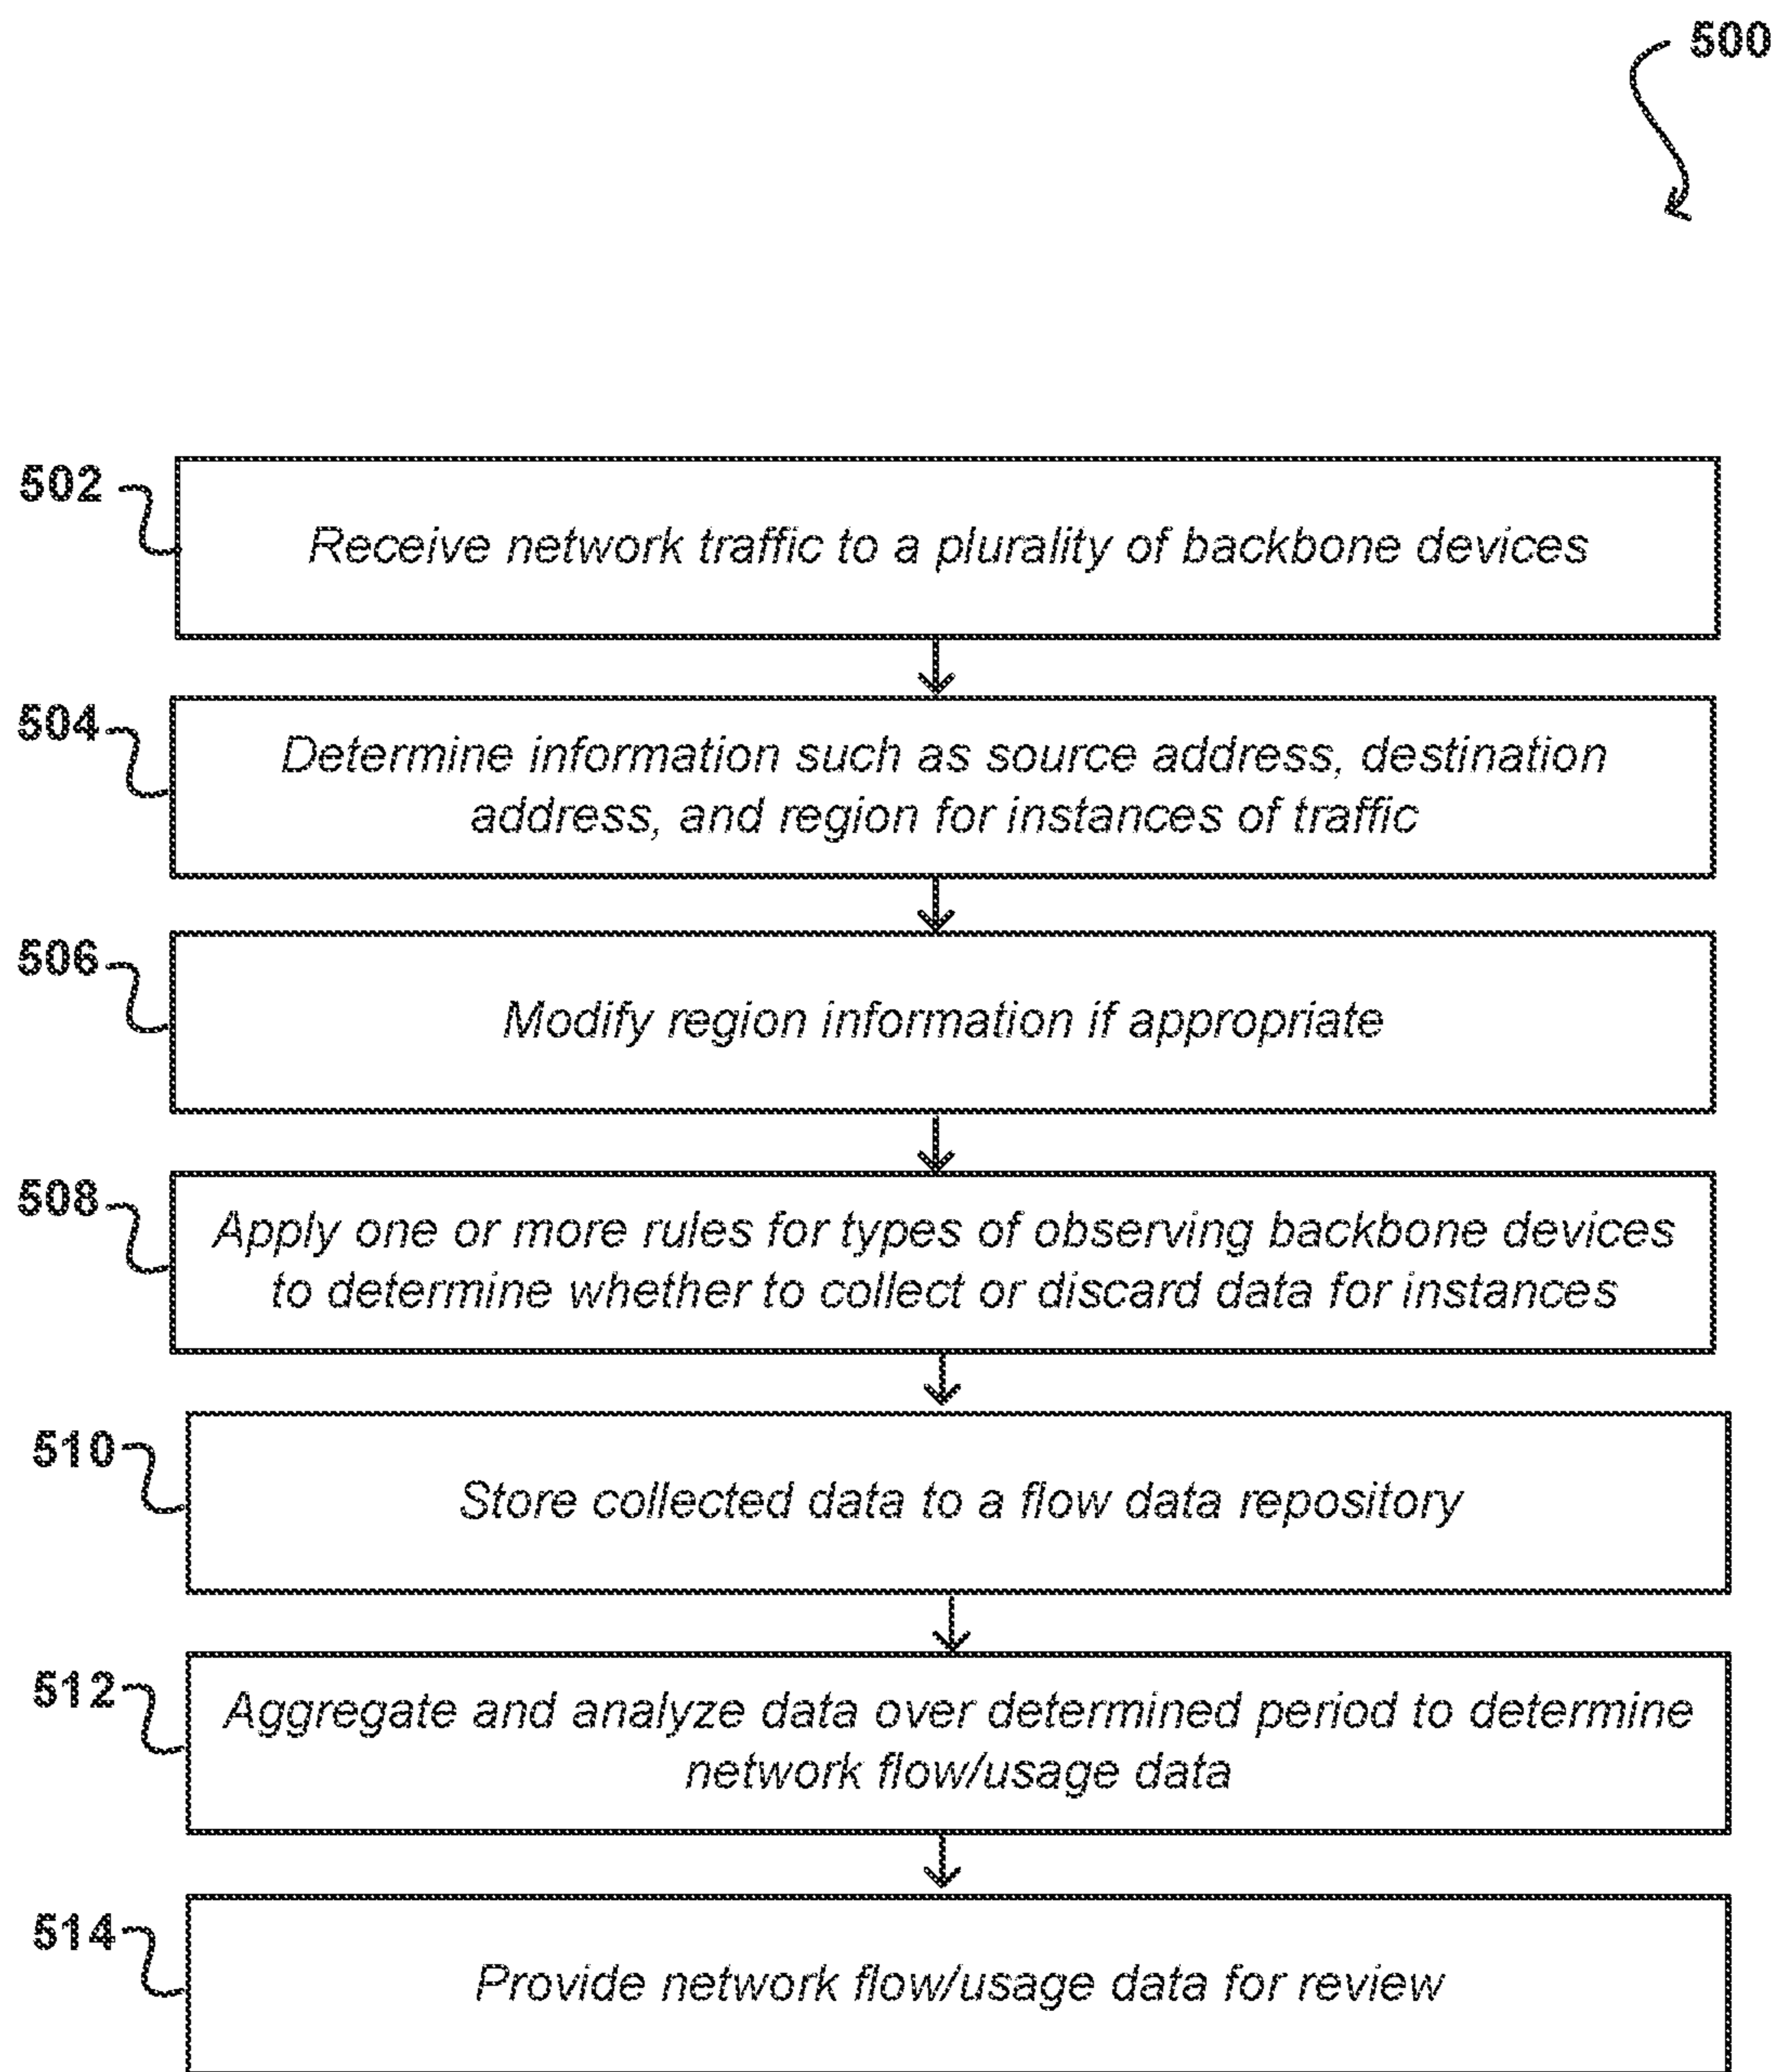 500
502
Receive network traffic to a plurality of backbone devices
504
Determine information such as source address, destination
address, and region for instances of traffic
506
Modify region information if appropriate
508
Apply one or more rules for types of observing backbone devices
to determine whether to collect or discard data for instances
510
Store collected data to a flow data repository
512
Aggregate and analyze data over determined period to determine
network flow/usage data
514
Provide network flow/usage data for review